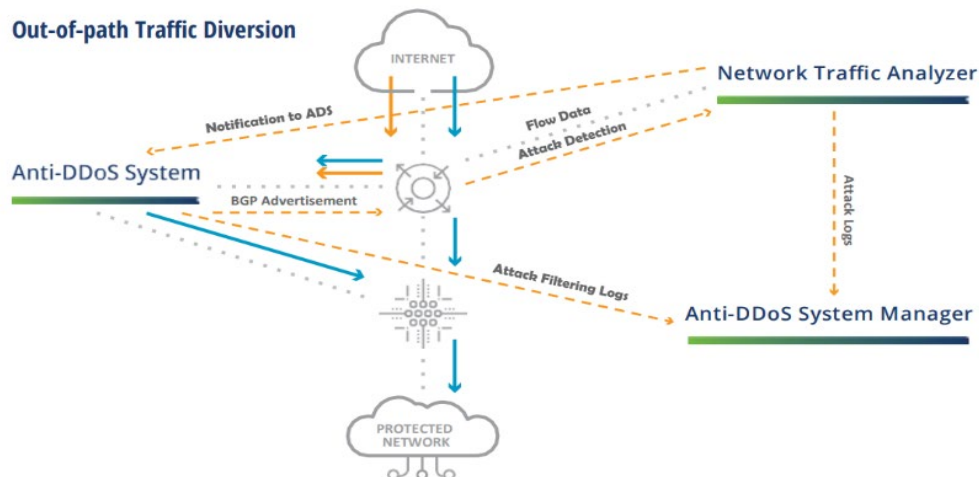 Out-of-path Traffic Diversion
INTERNET
Network Traffic Analyzer
Notification to ADS
Flow Data
Attack Detection
Anti-DDoS System
BGP Advertisement
Attack Logs
Attack Filtering Logs
Anti-DDoS System Manager
PROTECTED
NETWORK